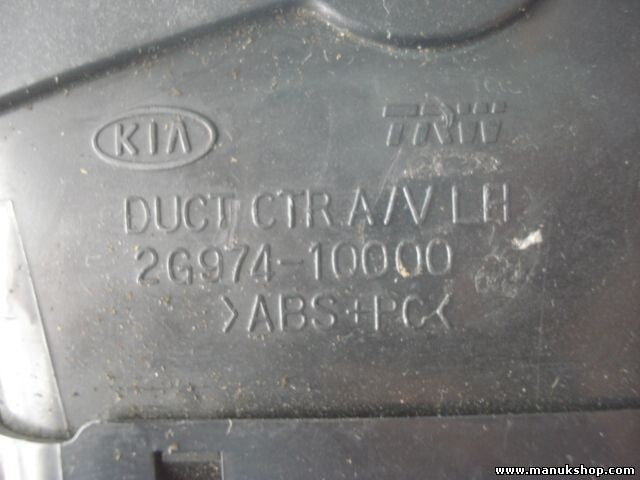 KIA TRW
DUCT CTR A/V LH
2G974-10000
>ABS+PC<
www.manukshop.com